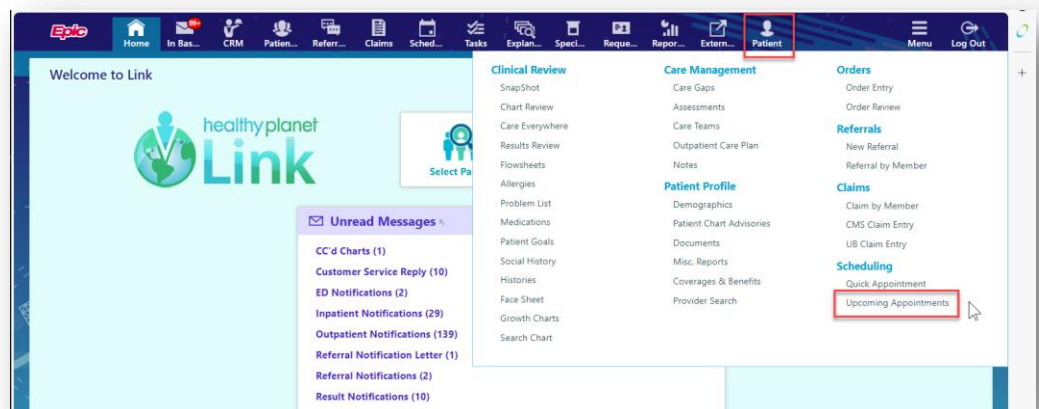 Epic
Home
In Bas...
99+
CRM
Patien...
Referr...
Claims
Sched...
Tasks
Explan...
Speci...
Reque...
Repor...
Extern...
Patient
Menu
Log Out
Welcome to Link
healthyplanet
Link
Select Pa
Unread Messages
CC'd Charts (1)
Customer Service Reply (10)
ED Notifications (2)
Inpatient Notifications (29)
Outpatient Notifications (139)
Referral Notification Letter (1)
Referral Notifications (2)
Result Notifications (10)
Clinical Review
SnapShot
Chart Review
Care Everywhere
Results Review
Flowsheets
Allergies
Problem List
Medications
Patient Goals
Social History
Histories
Face Sheet
Growth Charts
Search Chart
Care Management
Care Gaps
Assessments
Care Teams
Outpatient Care Plan
Notes
Patient Profile
Demographics
Patient Chart Advisories
Documents
Misc. Reports
Coverages & Benefits
Provider Search
Orders
Order Entry
Order Review
Referrals
New Referral
Referral by Member
Claims
Claim by Member
CMS Claim Entry
UB Claim Entry
Scheduling
Quick Appointment
Upcoming Appointments